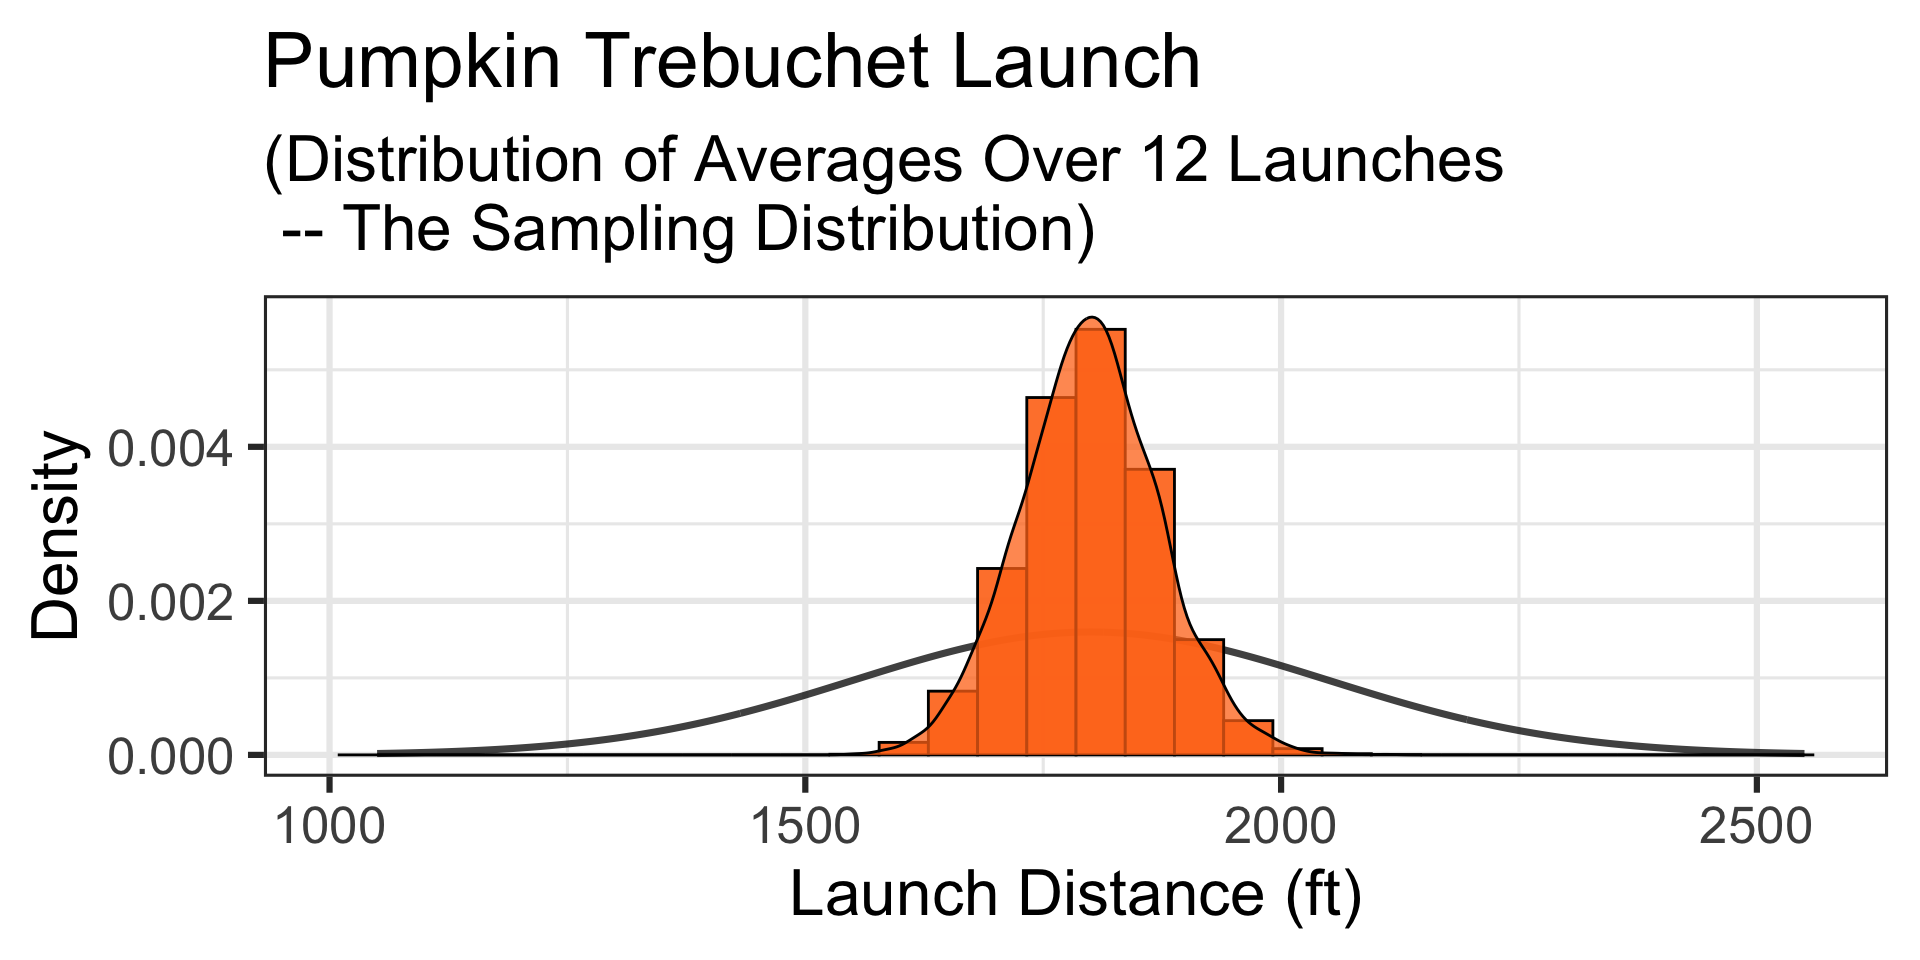 Pumpkin Trebuchet Launch
(Distribution of Averages Over 12 Launches
-- The Sampling Distribution)
Density
0.004
0.002
0.000
1000 1500 2000 2500
Launch Distance (ft)